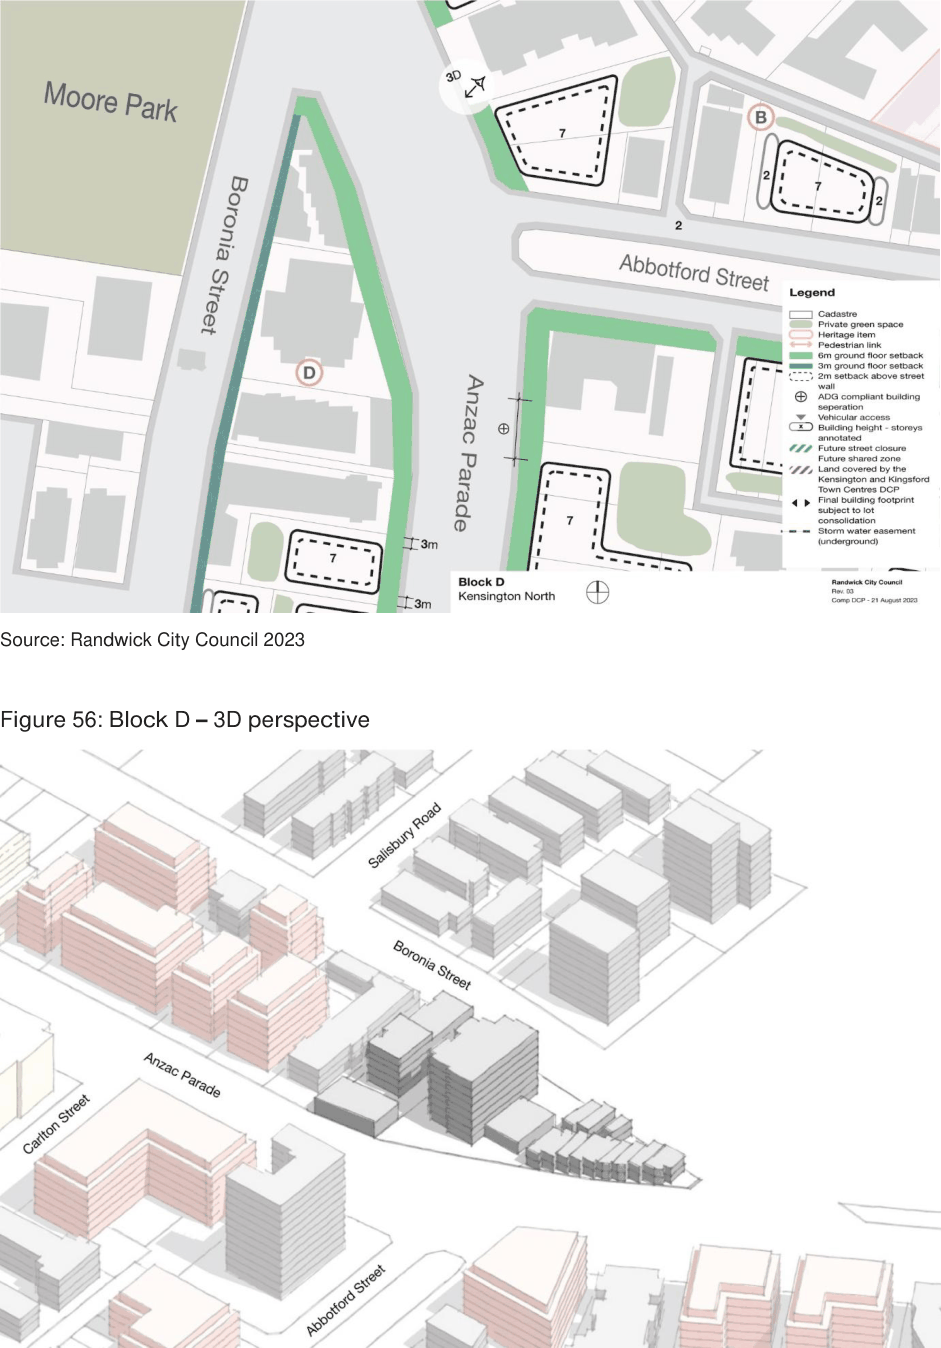 Moore Park
3D
7
B
2
7
2
2
Boronia Street
Abbotford Street
Legend
Cadastre
Private green space
Heritage item
Pedestrian link
6m ground floor setback
3m ground floor setback
2m setback above street
wall
ADG compliant building
seperation
Vehicular access
x
Building height - storeys
annotated
Future street closure
Future shared zone
Land covered by the
Kensington and Kingsford
Town Centres DCP
Final building footprint
subject to lot
consolidation
Storm water easement
(underground)
D
Anzac Parade
7
3m
7
3m
Block D
Kensington North
Randwick City Council
Rev. 03
Comp DCP - 21 August 2023
Source: Randwick City Council 2023
Figure 56: Block D – 3D perspective
Salisbury Road
Boronia Street
Anzac Parade
Carlton Street
Abbotford Street